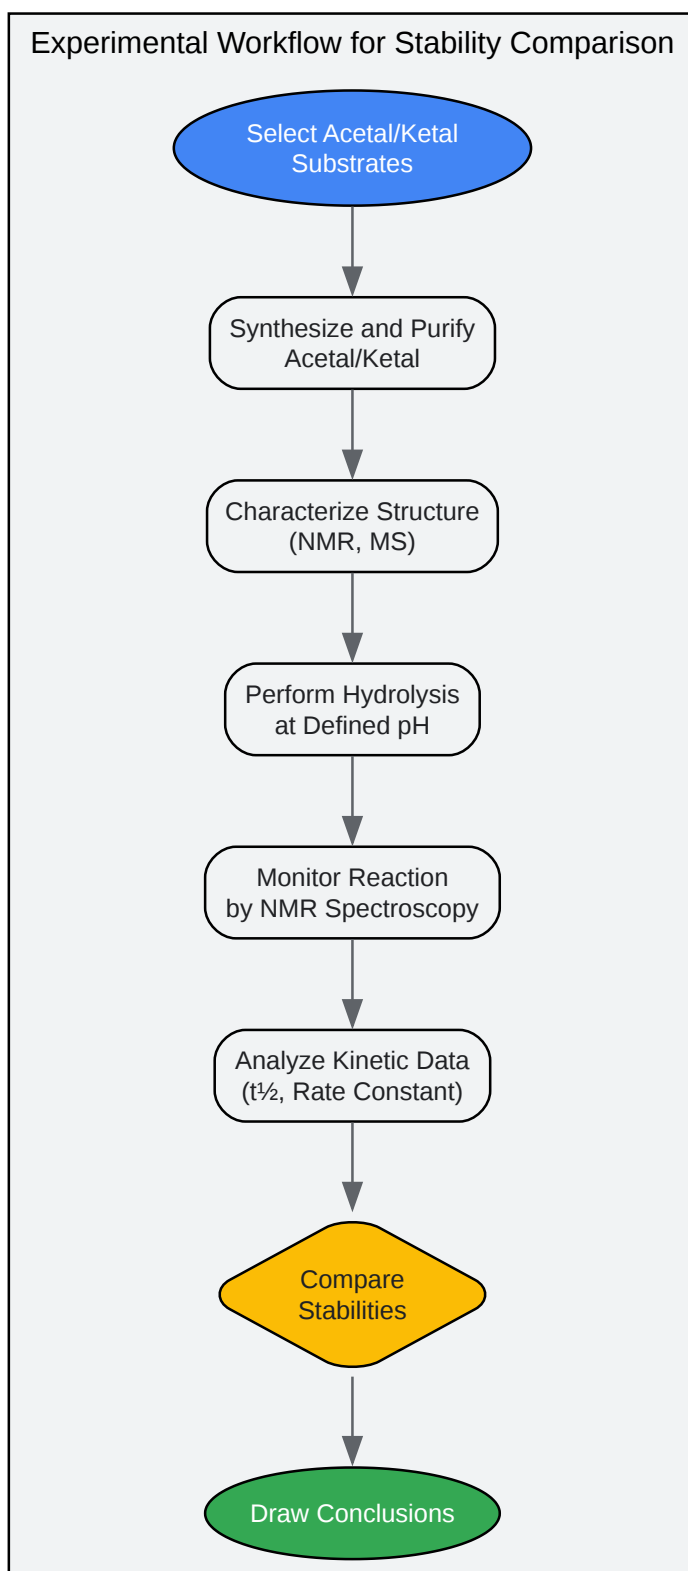 Experimental Workflow for Stability Comparison
Select Acetal/Ketal
Substrates
Synthesize and Purify
Acetal/Ketal
Characterize Structure
(NMR, MS)
Perform Hydrolysis
at Defined pH
Monitor Reaction
by NMR Spectroscopy
Analyze Kinetic Data
(t½, Rate Constant)
Compare
Stabilities
Draw Conclusions